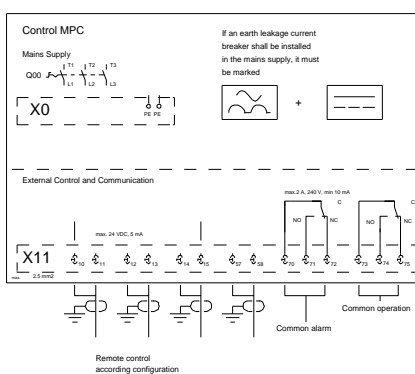 Control MPC
If an earth leakage current
breaker shall be installed
in the mains supply, it must
be marked
Mains Supply
T1 T2 T3
Q00
L1 L2 L3
X0
PE PE
+
External Control and Communication
max.2 A, 240 V, min 10 mA
C C
NO NC NO NC
max. 24 VDC, 5 mA
X11
10 11 12 13 14 15 57 58 70 71 72 73 74 75
max. 2.5 mm2
Common operation
Common alarm
Remote control
according configuration